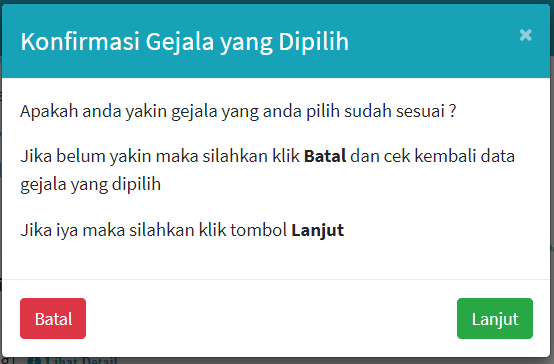 Konfirmasi Gejala yang Dipilih ×
Apakah anda yakin gejala yang anda pilih sudah sesuai ?
Jika belum yakin maka silahkan klik Batal dan cek kembali data
gejala yang dipilih
Jika iya maka silahkan klik tombol Lanjut
Batal Lanjut
Lihat Detail